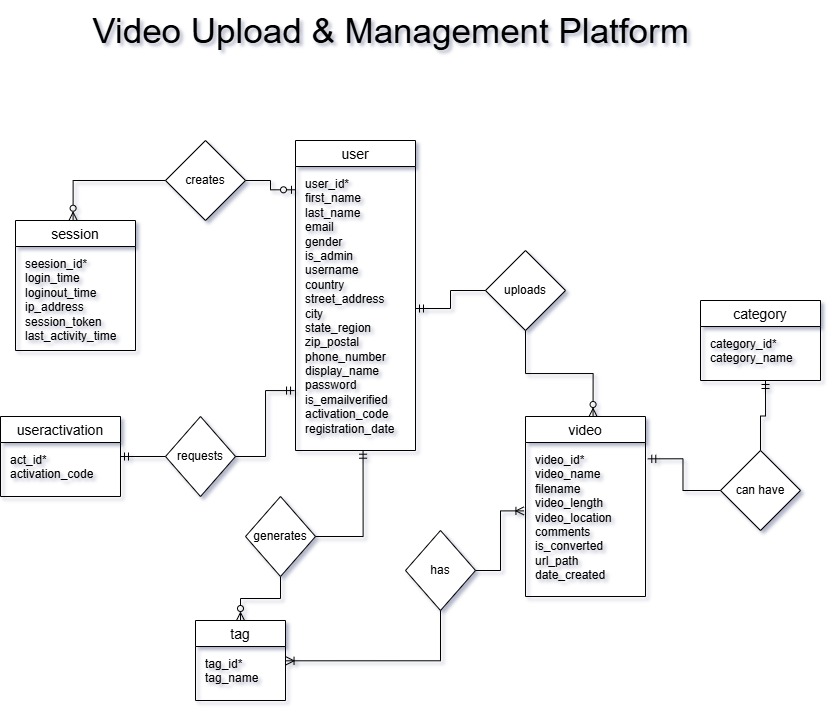 Video Upload & Management Platform
creates
user
user_id*
first_name
last_name
email
gender
is_admin
username
country
street_address
city
state_region
zip_postal
phone_number
display_name
password
is_emailverified
activation_code
registration_date
session
seesion_id*
login_time
loginout_time
ip_address
session_token
last_activity_time
uploads
category
category_id*
category_name
useractivation
act_id*
activation_code
requests
video
video_id*
video_name
filename
video_length
video_location
comments
is_converted
url_path
date_created
can have
generates
has
tag
tag_id*
tag_name